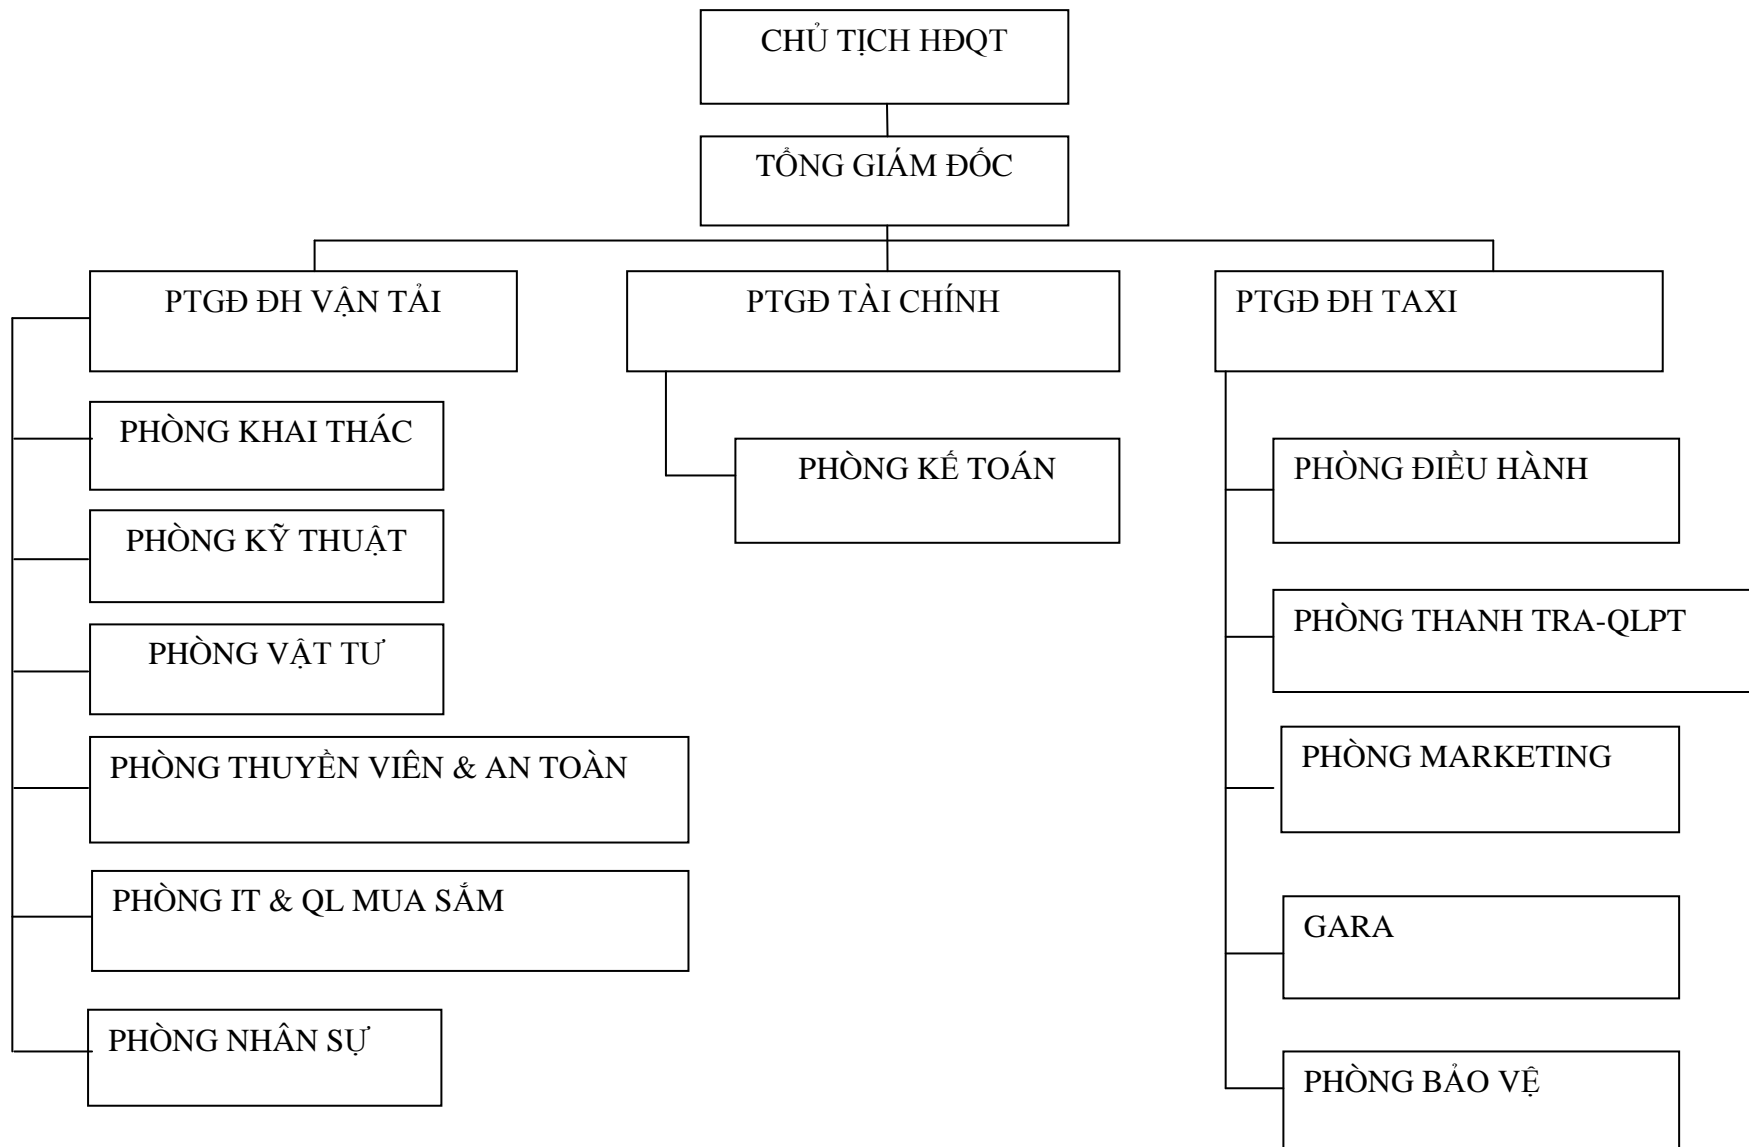 CHỦ TỊCH HĐQT
TỔNG GIÁM ĐỐC
PTGĐ ĐH VẬN TẢI
PTGĐ TÀI CHÍNH
PTGĐ ĐH TAXI
PHÒNG KHAI THÁC
PHÒNG KỸ THUẬT
PHÒNG VẬT TƯ
PHÒNG THUYỀN VIÊN & AN TOÀN
PHÒNG IT & QL MUA SẮM
PHÒNG NHÂN SỰ
PHÒNG KẾ TOÁN
PHÒNG ĐIỀU HÀNH
PHÒNG THANH TRA-QLPT
PHÒNG MARKETING
GARA
PHÒNG BẢO VỆ